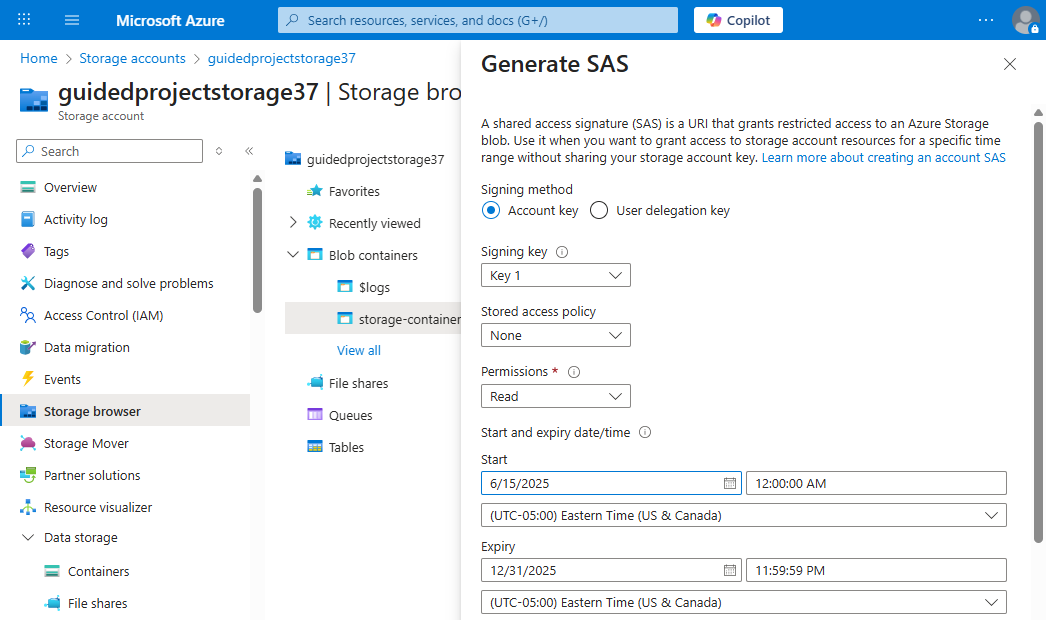 Microsoft Azure
Search resources, services, and docs (G+/)
Copilot
Home > Storage accounts > guidedprojectstorage37
guidedprojectstorage37 | Storage bro
Storage account
Search
Overview
Activity log
Tags
Diagnose and solve problems
Access Control (IAM)
Data migration
Events
Storage browser
Storage Mover
Partner solutions
Resource visualizer
Data storage
Containers
File shares
guidedprojectstorage37
Favorites
Recently viewed
Blob containers
$logs
storage-container
View all
File shares
Queues
Tables
Generate SAS
A shared access signature (SAS) is a URI that grants restricted access to an Azure Storage
blob. Use it when you want to grant access to storage account resources for a specific time
range without sharing your storage account key. Learn more about creating an account SAS
Signing method
Account key User delegation key
Signing key
Key 1
Stored access policy
None
Permissions *
Read
Start and expiry date/time
Start
6/15/2025 12:00:00 AM
(UTC-05:00) Eastern Time (US & Canada)
Expiry
12/31/2025 11:59:59 PM
(UTC-05:00) Eastern Time (US & Canada)